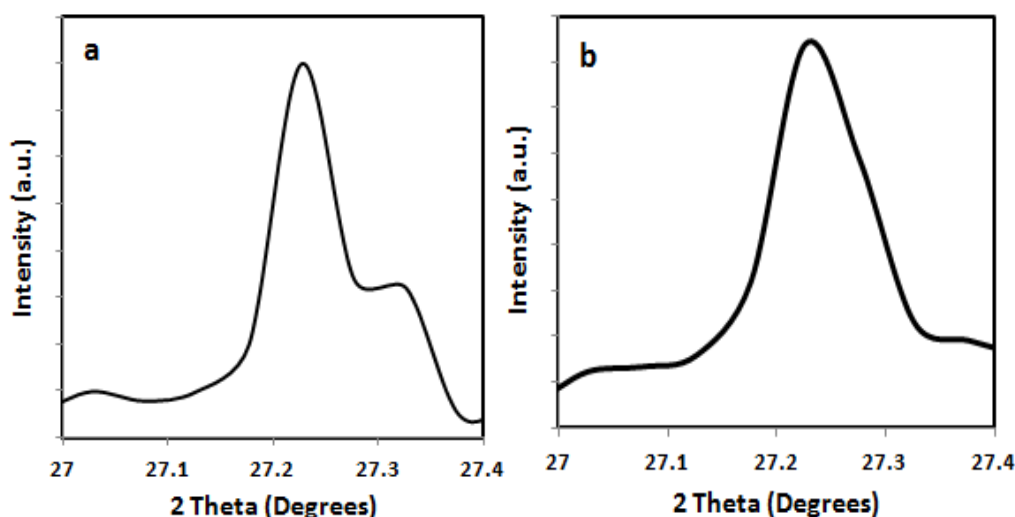 a
Intensity (a.u.)
27 27.1 27.2 27.3 27.4
2 Theta (Degrees)
b
Intensity (a.u.)
27 27.1 27.2 27.3 27.4
2 Theta (Degrees)